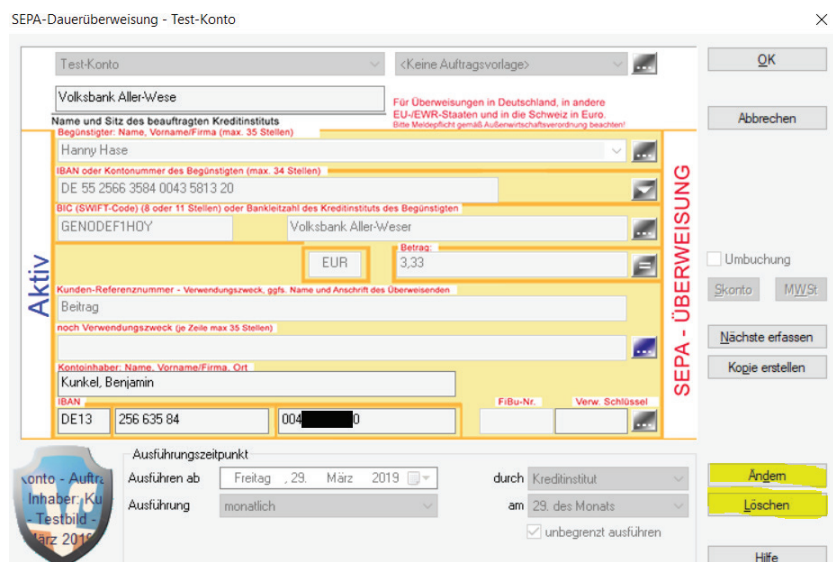 SEPA-Dauerüberweisung - Test-Konto
Test-Konto
<Keine Auftragsvorlage>
OK
Volksbank Aller-Wese
Name und Sitz des beauftragten Kreditinstituts
Für Überweisungen in Deutschland, in andere
EU-/EWR-Staaten und in die Schweiz in Euro.
Bitte Meldepflicht gemäß Außenwirtschaftsverordnung beachten!
Abbrechen
Begünstigter: Name, Vorname/Firma (max. 35 Stellen)
Hanny Hase
IBAN oder Kontonummer des Begünstigten (max. 34 Stellen)
DE 55 2566 3584 0043 5813 20
BIC (SWIFT-Code) (8 oder 11 Stellen) oder Bankleitzahl des Kreditinstituts des Begünstigten
GENODEF1HOY
Volksbank Aller-Weser
Betrag:
EUR
3,33
Aktiv
SEPA - ÜBERWEISUNG
Umbuchung
Skonto
MWSt
Kunden-Referenznummer - Verwendungszweck, ggfs. Name und Anschrift des Überweisenden
Beitrag
noch Verwendungszweck (je Zeile max 35 Stellen)
Nächste erfassen
Kopie erstellen
Kontoinhaber: Name, Vorname/Firma, Ort
Kunkel, Benjamin
IBAN
FiBu-Nr.
Verw. Schlüssel
DE13
256 635 84
004
0
Ausführungszeitpunkt
Ausführen ab
Freitag , 29. März 2019
durch
Kreditinstitut
Ausführung
monatlich
am
29. des Monats
unbegrenzt ausführen
Ändern
Löschen
Hilfe
konto - Auftra
Inhaber: Ku
- Testbild -
März 2019